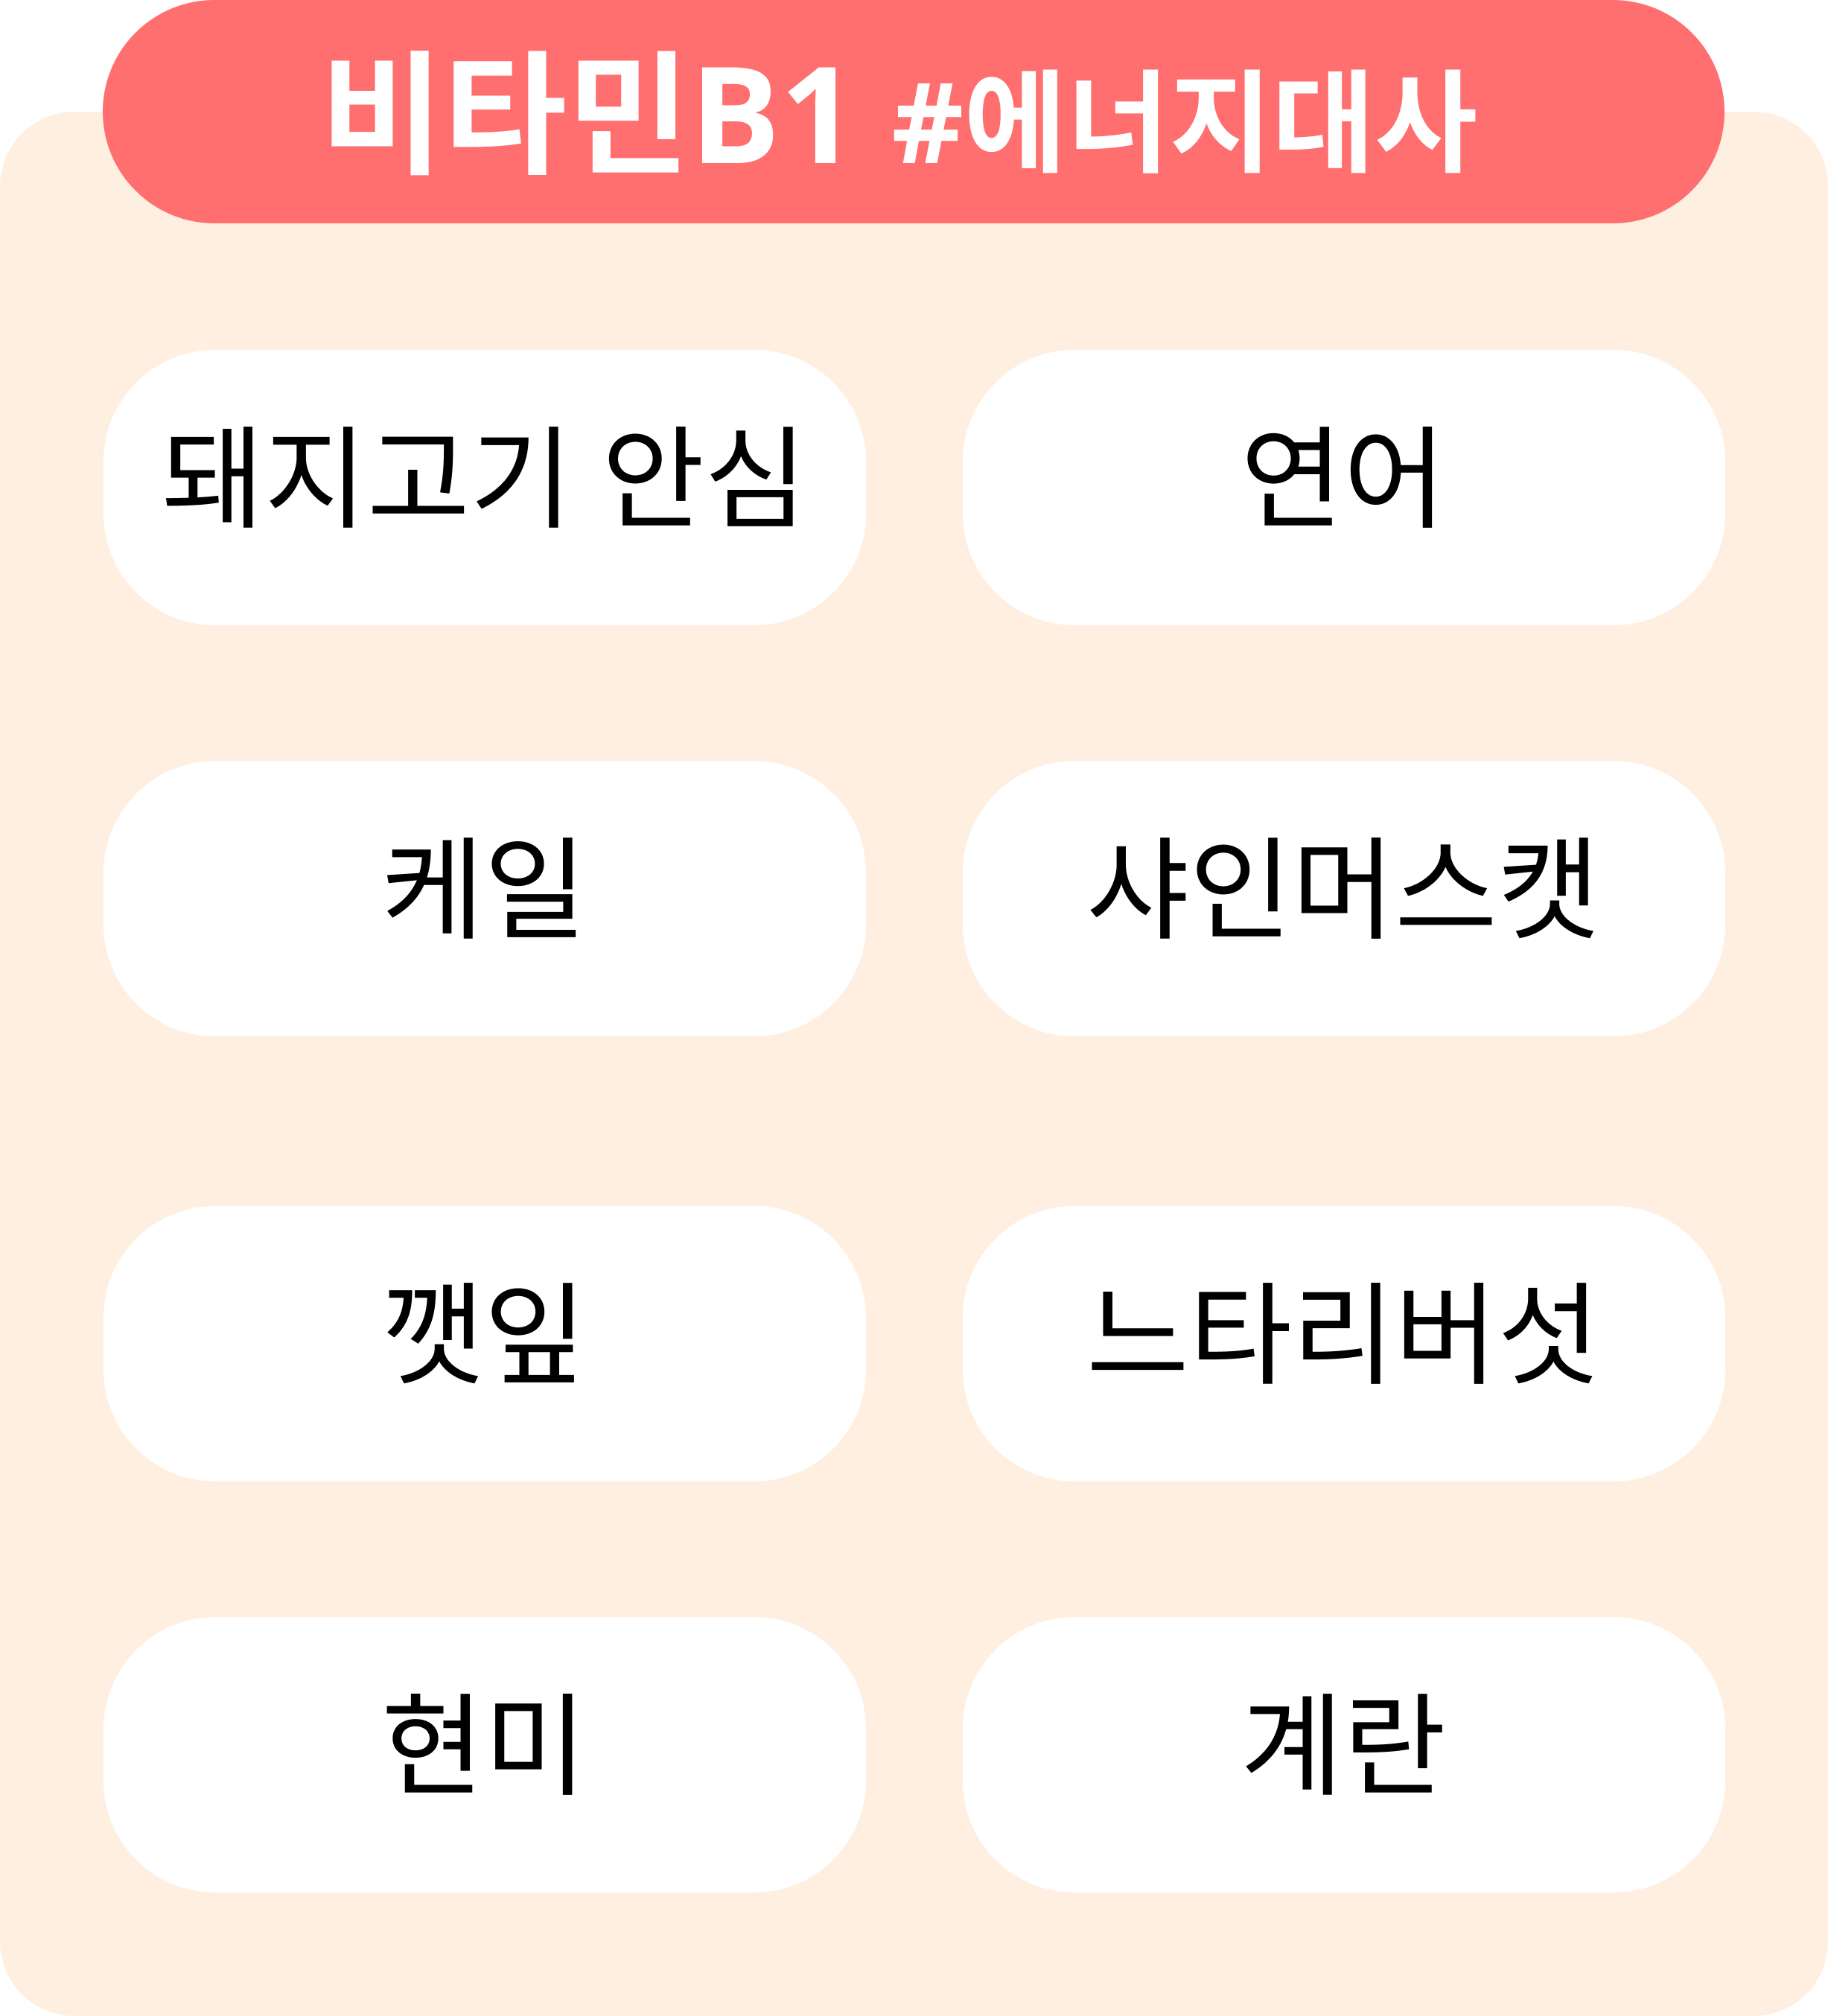 비타민B1 #에너지대사
돼지고기 안심
연어
케일
샤인머스캣
깻잎
느타리버섯
현미
계란